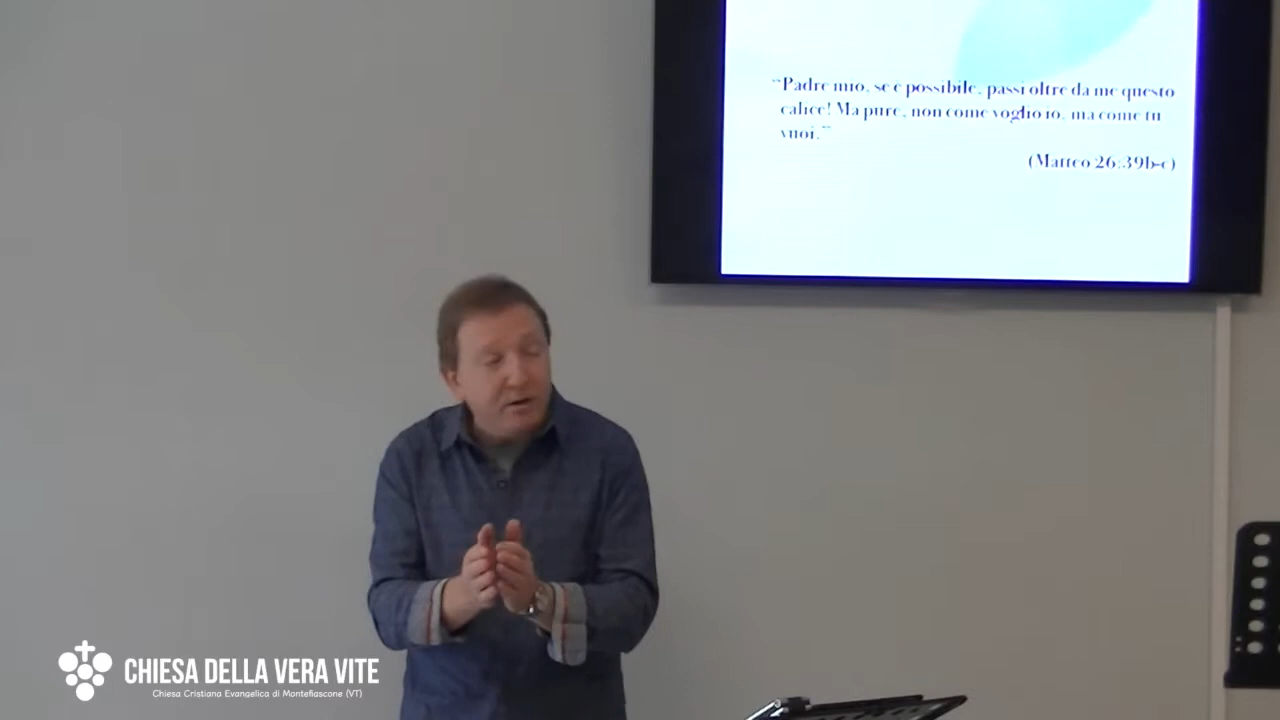 “Padre mio, se è possibile, passi oltre da me questo
calice! Ma pure, non come voglio io, ma come tu
vuoi.”
(Matteo 26:39b-c)
CHIESA DELLA VERA VITE
Chiesa Cristiana Evangelica di Montefiascone (VT)